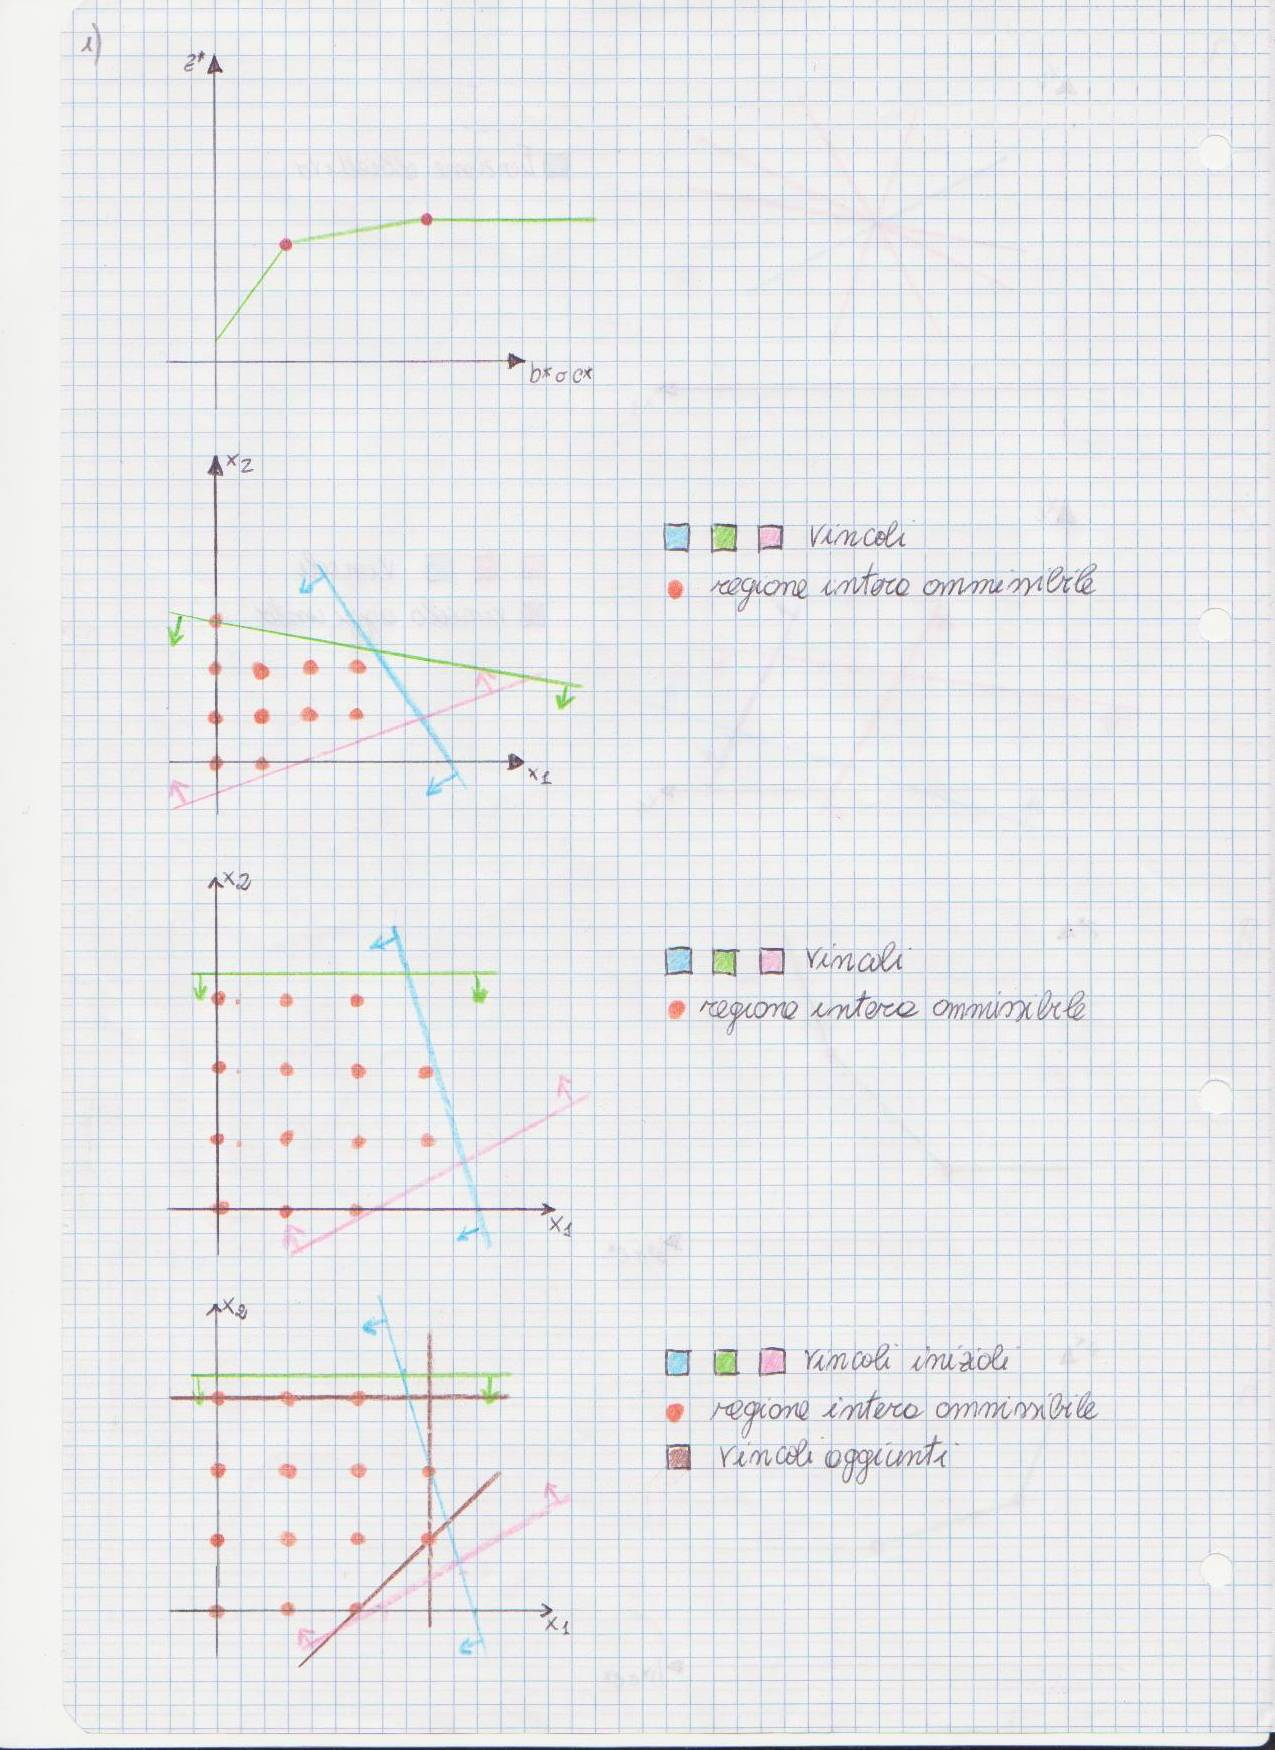 1)
z*
b* o c*
x2
vincoli
regione intera ammissibile
x1
x2
vincoli
regione intera ammissibile
x1
x2
vincoli iniziali
regione intera ammissibile
vincoli aggiunti
x1